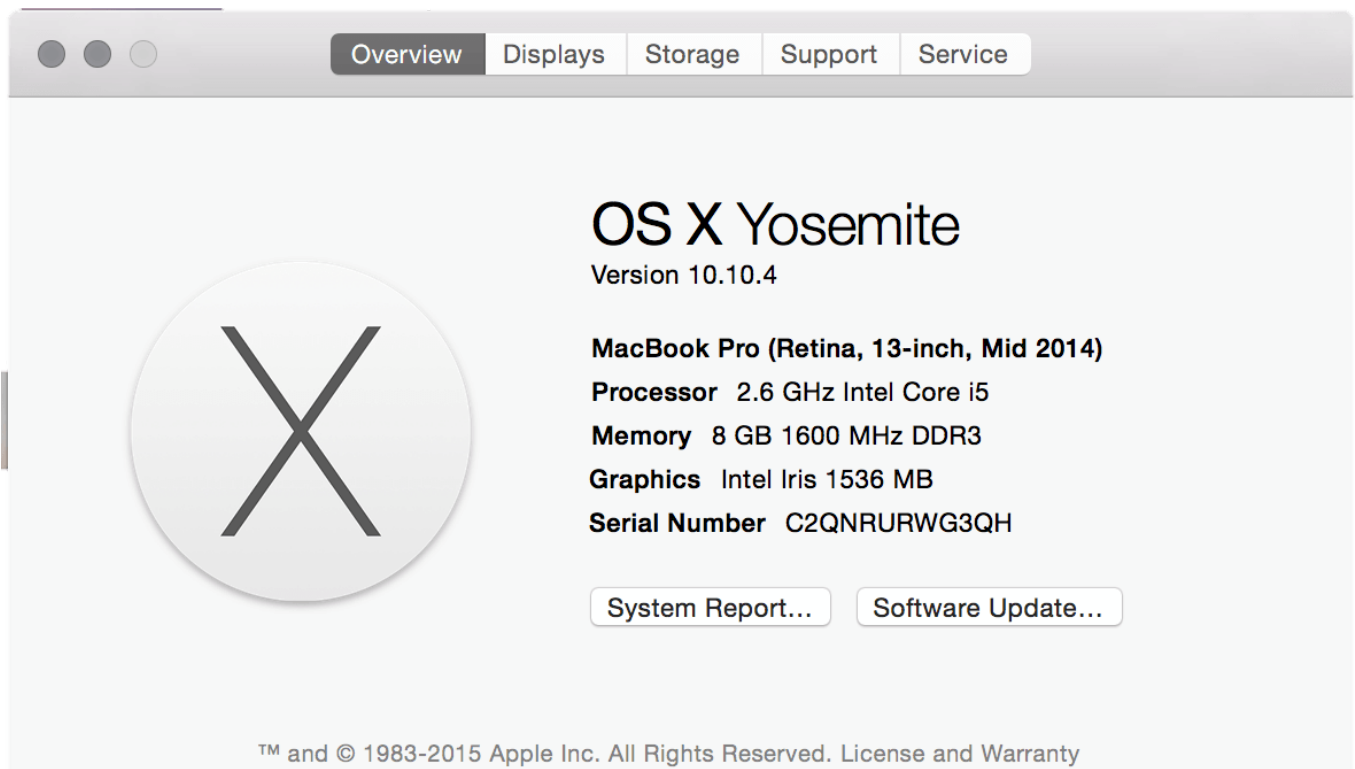 Overview Displays Storage Support Service
OS X Yosemite
Version 10.10.4
MacBook Pro (Retina, 13-inch, Mid 2014)
Processor 2.6 GHz Intel Core i5
Memory 8 GB 1600 MHz DDR3
Graphics Intel Iris 1536 MB
Serial Number C2QNRURWG3QH
System Report... Software Update...
™ and © 1983-2015 Apple Inc. All Rights Reserved. License and Warranty